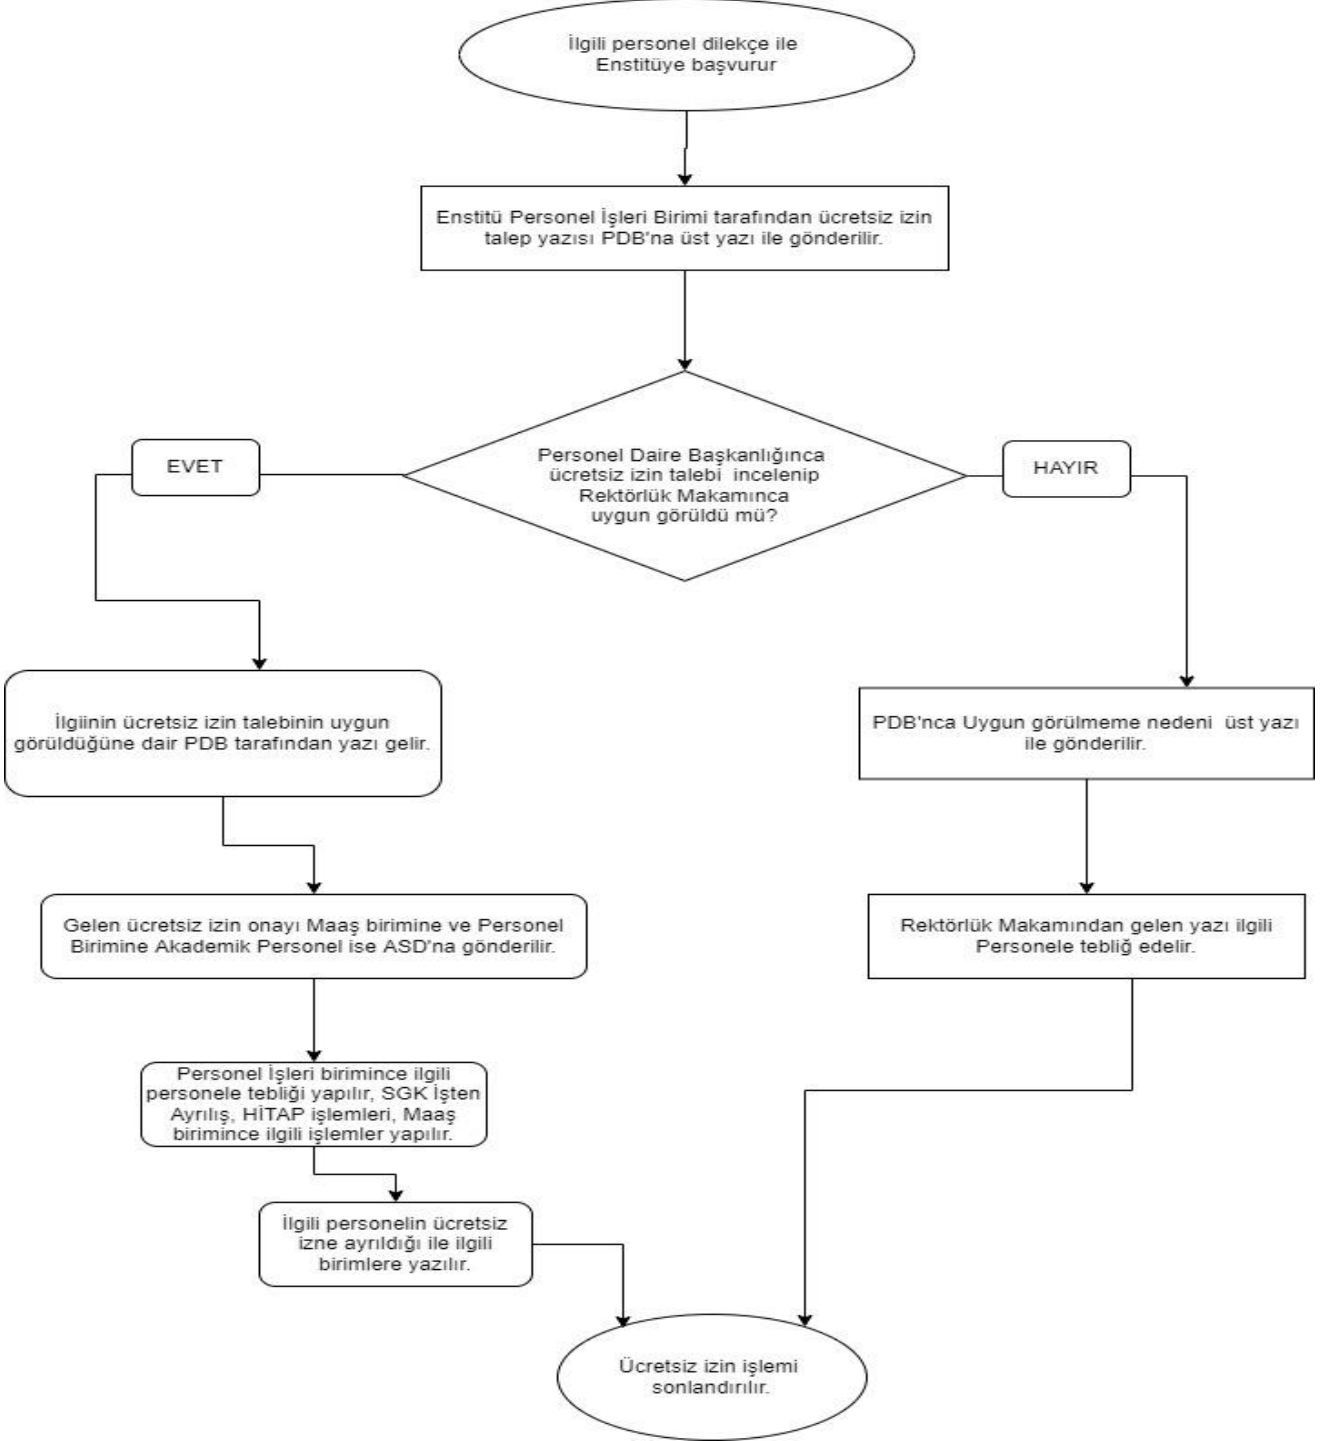 İlgili personel dilekçe ile
Enstitüye başvurur
Enstitü Personel İşleri Birimi tarafından ücretsiz izin
talep yazısı PDB'na üst yazı ile gönderilir.
Personel Daire Başkanlığınca
ücretsiz izin talebi incelenip
Rektörlük Makamınca
uygun görüldü mü?
EVET
HAYIR
İlgiinin ücretsiz izin talebinin uygun
görüldüğüne dair PDB tarafından yazı gelir.
PDB'nca Uygun görülmeme nedeni üst yazı
ile gönderilir.
Gelen ücretsiz izin onayı Maaş birimine ve Personel
Birimine Akademik Personel ise ASD'na gönderilir.
Rektörlük Makamından gelen yazı ilgili
Personele tebliğ edelir.
Personel İşleri birimince ilgili
personele tebliği yapılır, SGK İşten
Ayrılış, HİTAP işlemleri, Maaş
birimince ilgili işlemler yapılır.
İlgili personelin ücretsiz
izne ayrıldığı ile ilgili
birimlere yazılır.
Ücretsiz izin işlemi
sonlandırılır.